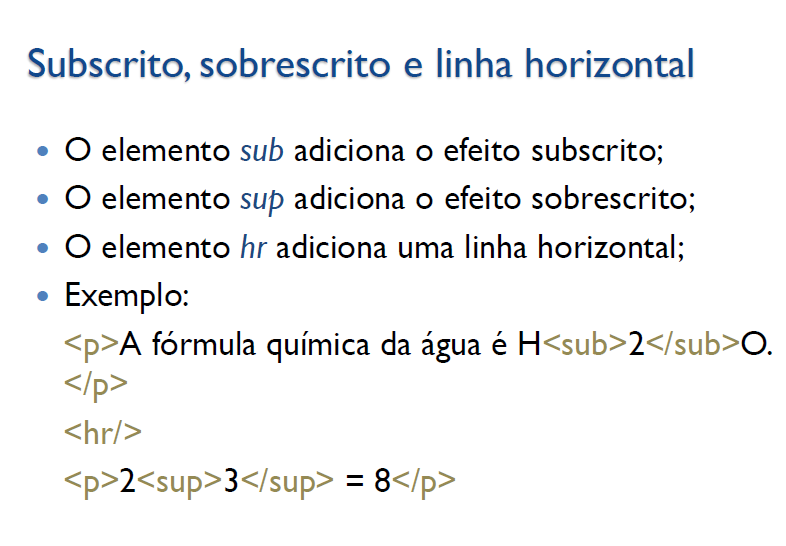 Subscrito, sobrescrito e linha horizontal
• O elemento sub adiciona o efeito subscrito;
• O elemento sup adiciona o efeito sobrescrito;
• O elemento hr adiciona uma linha horizontal;
• Exemplo:
<p>A fórmula química da água é H<sub>2</sub>O.
</p>
<hr/>
<p>2<sup>3</sup> = 8</p>